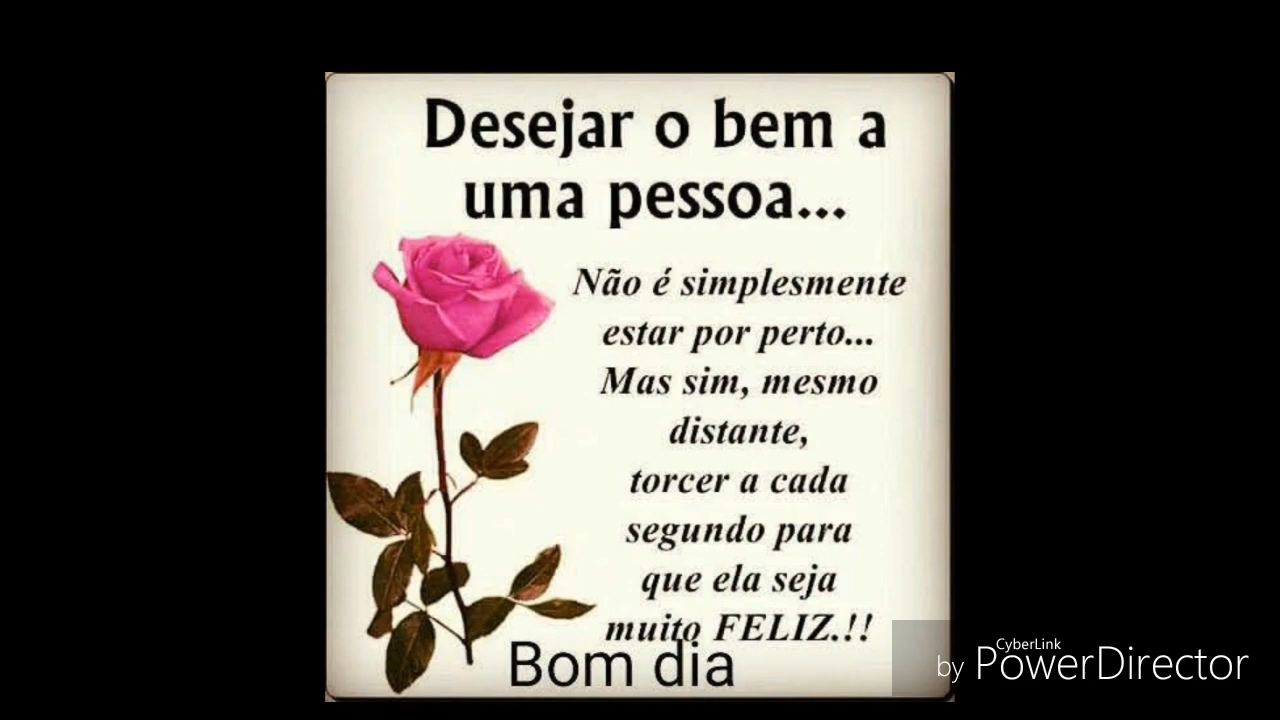 Desejar o bem a
uma pessoa...
Não é simplesmente
estar por perto...
Mas sim, mesmo
distante,
torcer a cada
segundo para
que ela seja
muito FELIZ.!!
Bom dia
CyberLink
by PowerDirector